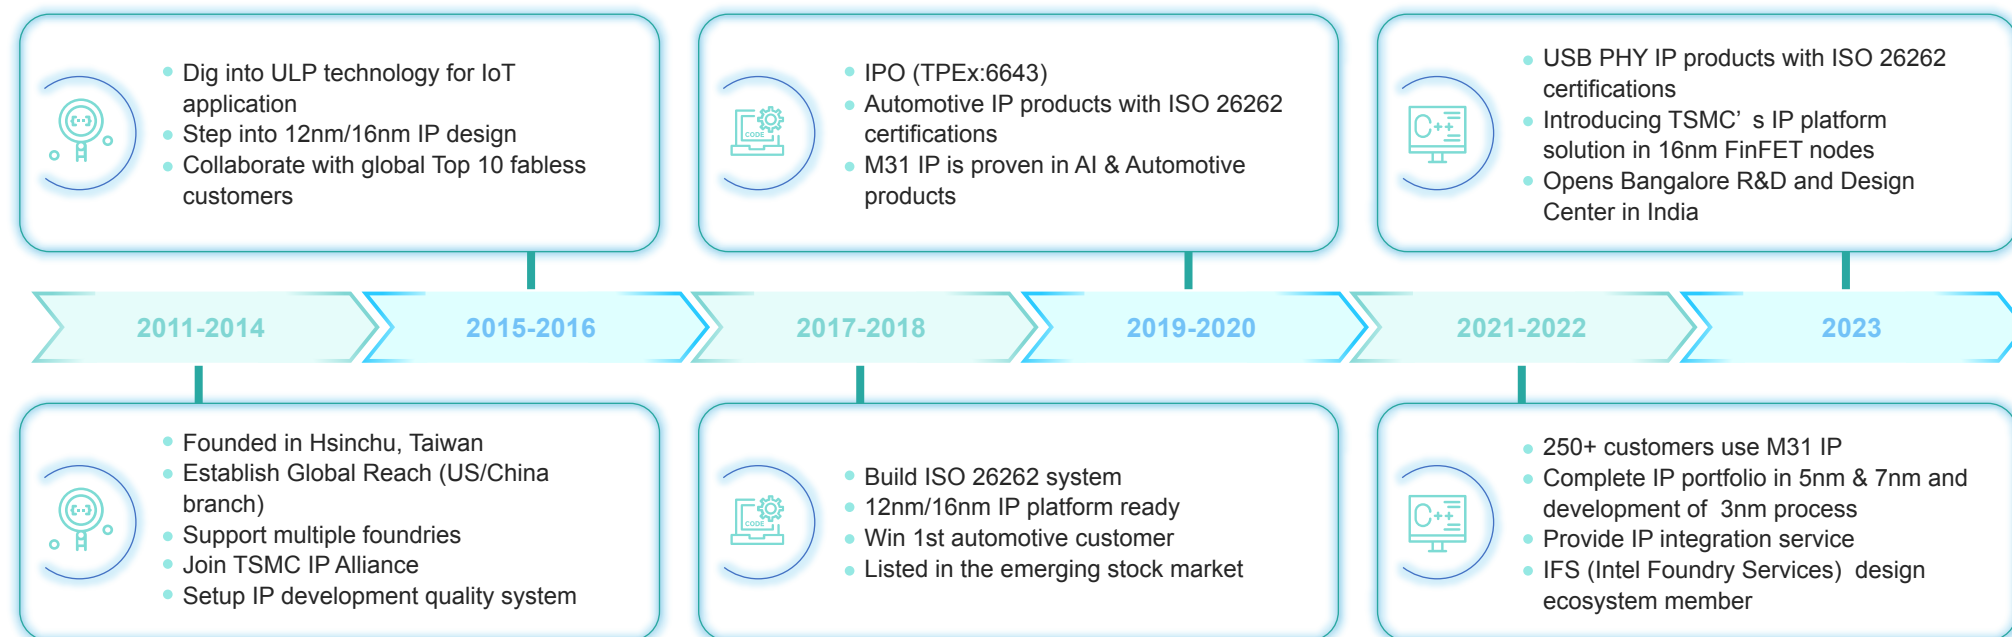 Dig into ULP technology for IoT
application
Step into 12nm/16nm IP design
Collaborate with global Top 10 fabless
customers
IPO (TPEx:6643)
Automotive IP products with ISO 26262
certifications
M31 IP is proven in AI & Automotive
products
CODE
USB PHY IP products with ISO 26262
certifications
Introducing TSMC’ s IP platform
solution in 16nm FinFET nodes
Opens Bangalore R&D and Design
Center in India
C++
2011-2014
2015-2016
2017-2018
2019-2020
2021-2022
2023
Founded in Hsinchu, Taiwan
Establish Global Reach (US/China
branch)
Support multiple foundries
Join TSMC IP Alliance
Setup IP development quality system
Build ISO 26262 system
12nm/16nm IP platform ready
Win 1st automotive customer
Listed in the emerging stock market
CODE
250+ customers use M31 IP
Complete IP portfolio in 5nm & 7nm and
development of 3nm process
Provide IP integration service
IFS (Intel Foundry Services) design
ecosystem member
C++